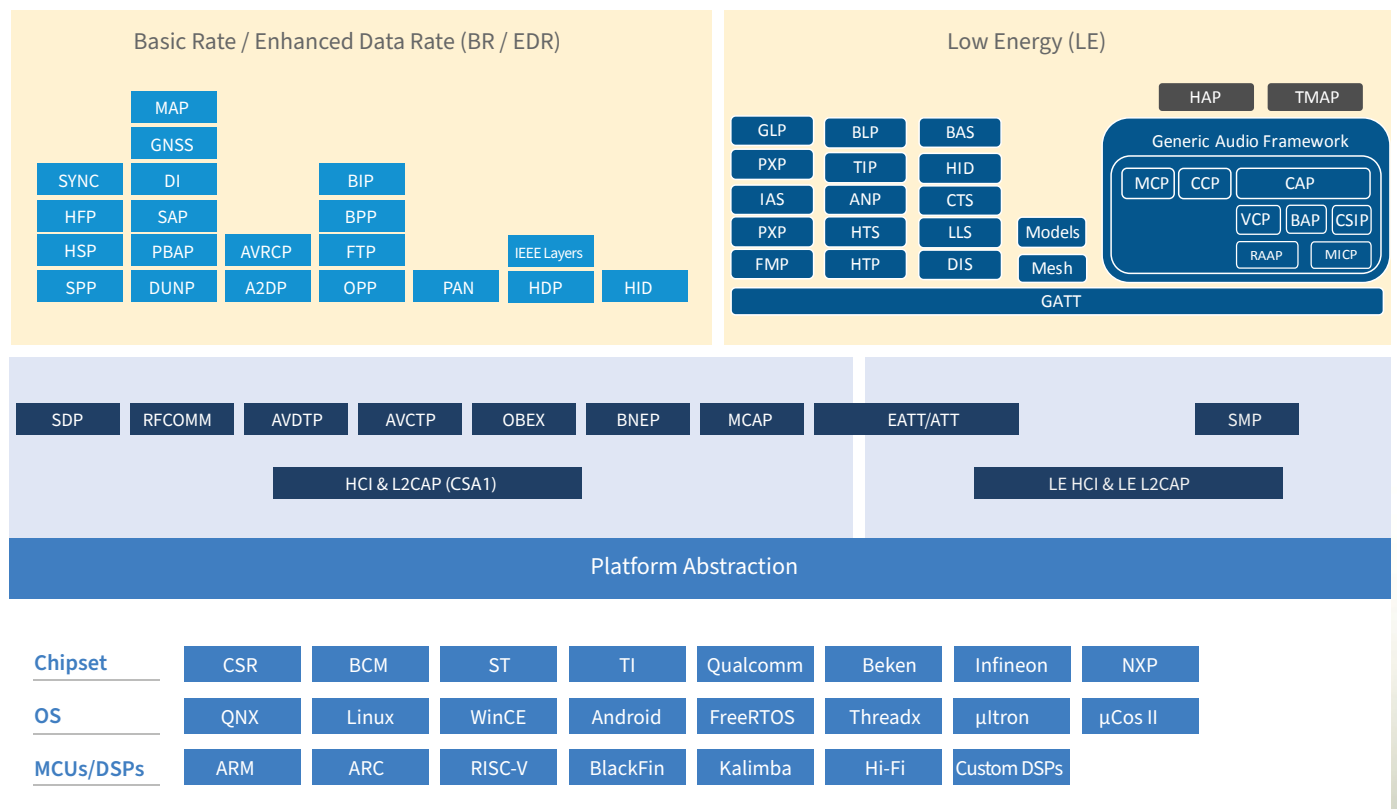 Basic Rate / Enhanced Data Rate (BR / EDR)
MAP
GNSS
SYNC DI BIP
HFP SAP BPP
HSP PBAP AVRCP FTP IEEE Layers
SPP DUNP A2DP OPP PAN HDP HID
Low Energy (LE)
HAP TMAP
GLP BLP BAS
PXP TIP HID
IAS ANP CTS
PXP HTS LLS Models
FMP HTP DIS Mesh
Generic Audio Framework
MCP CCP CAP
VCP BAP CSIP
RAAP MICP
GATT
SDP RFCOMM AVDTP AVCTP OBEX BNEP MCAP EATT/ATT SMP
HCI & L2CAP (CSA1) LE HCI & LE L2CAP
Platform Abstraction
Chipset CSR BCM ST TI Qualcomm Beken Infineon NXP
OS QNX Linux WinCE Android FreeRTOS Threadx µItron µCos II
MCUs/DSPs ARM ARC RISC-V BlackFin Kalimba Hi-Fi Custom DSPs